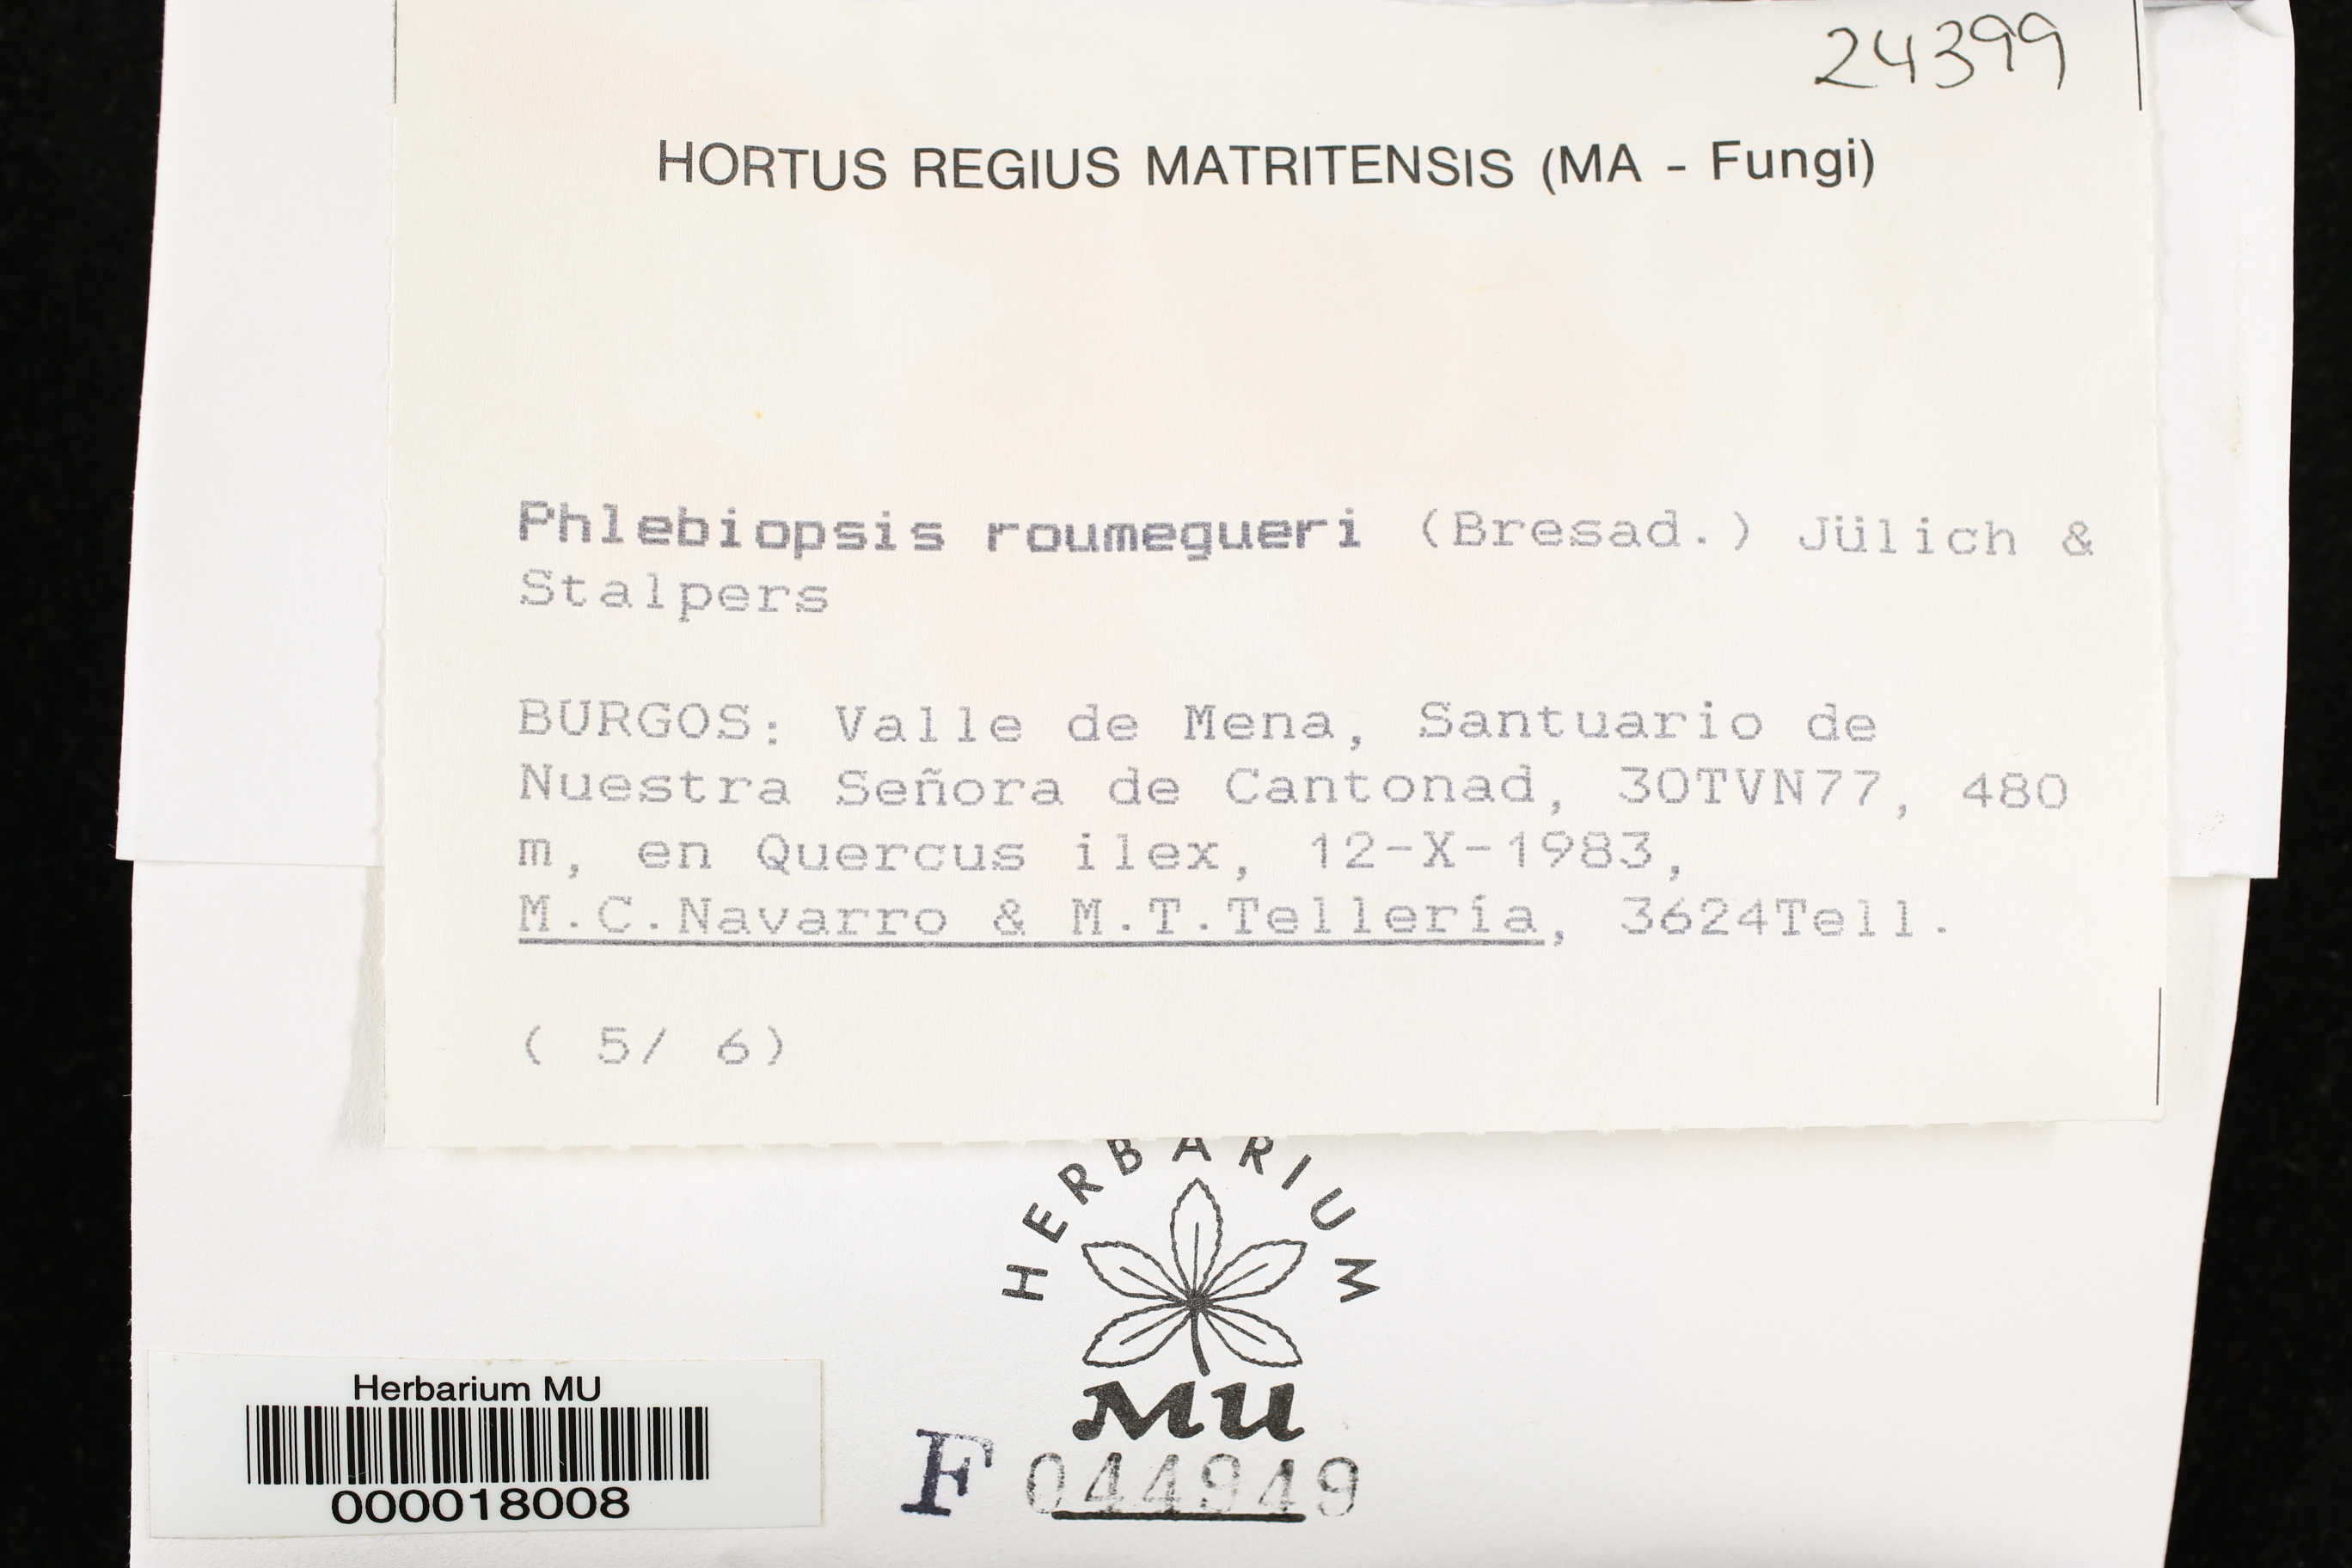 24399
HORTUS REGIUS MATRITENSIS (MA - Fungi)
Phlebiopsis roumegueri (Bresad.) Jülich &
Stalpers
BURGOS: Valle de Mena, Santuario de
Nuestra Señora de Cantonad, 30TVN77, 480
m, en Quercus ilex, 12-X-1983,
M.C.Navarro & M.T.Tellería, 3624Tell.
( 5/ 6)
HERBARIUM
MU
F 044949
Herbarium MU
000018008